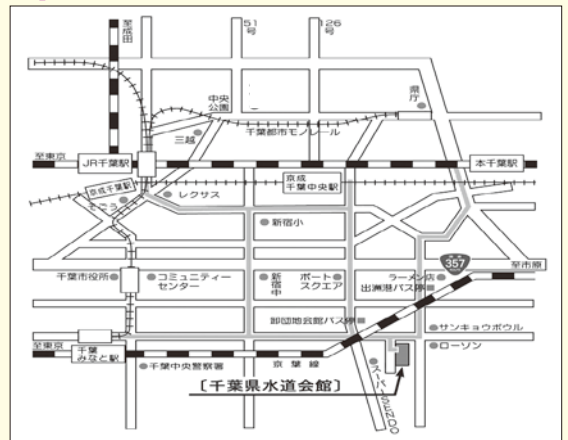 至成田
51号
126号
中央公園
県庁
三越
千葉都市モノレール
至東京
JR千葉駅
本千葉駅
京成千葉駅
京成
千葉中央駅
そごう
レクサス
新宿小
357
千葉市役所
コミュニティー
センター
新宿中
ポート
スクエア
ラーメン店
出洲港バス停
至市原
卸団地会館バス停
サンキョウボウル
ローソン
至東京
千葉
みなと駅
千葉中央警察署
京葉線
スーパーSENDO
〔千葉県水道会館〕